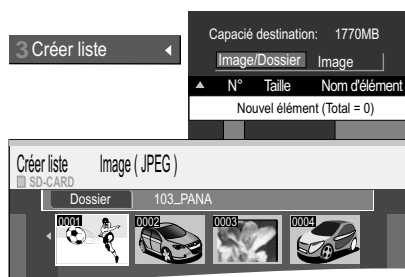 3 Créer liste
Capacié destination: 1770MB
Image/Dossier Image
N° Taille Nom d'élément
Nouvel élément (Total = 0)
Créer liste Image ( JPEG )
SD-CARD
Dossier 103_PANA
0001 0002 0003 0004